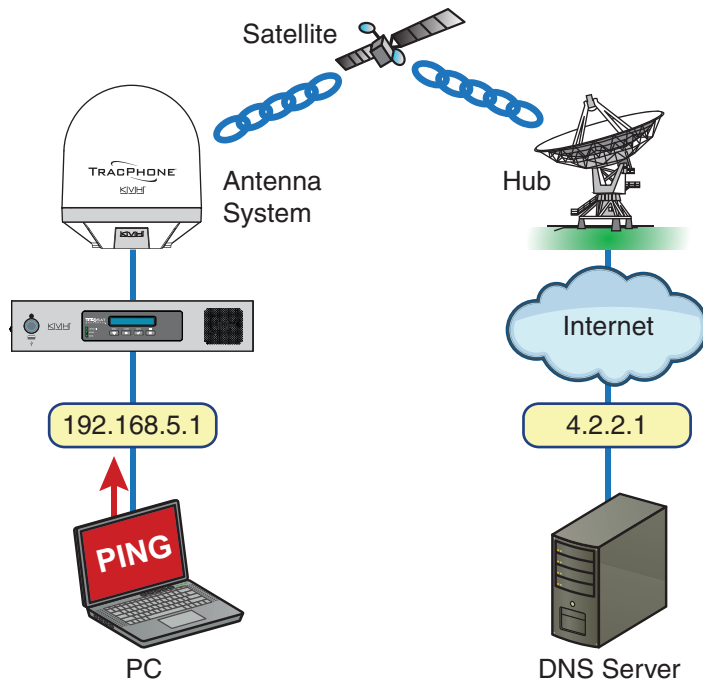 Satellite
TRACPHONE
KVH
Antenna
System
Hub
KVH
KVH
Internet
192.168.5.1
4.2.2.1
PING
PC
DNS Server